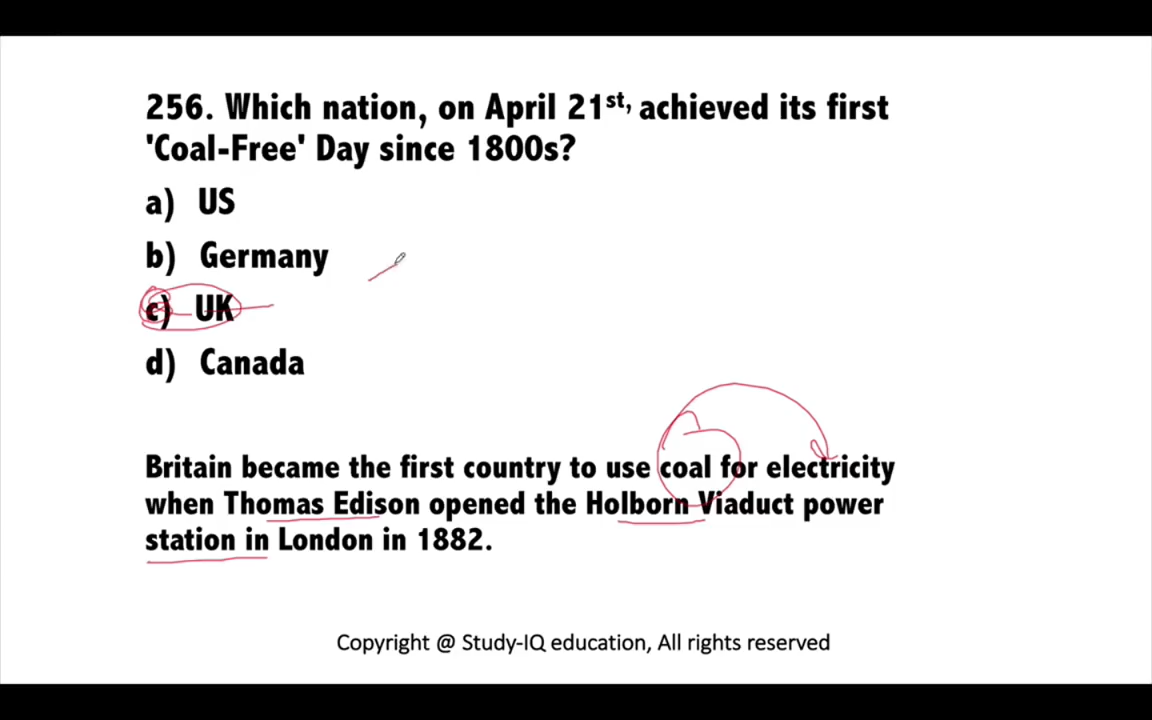 256. Which nation, on April 21st, achieved its first
'Coal-Free' Day since 1800s?
a) US
b) Germany
c) UK
d) Canada
Britain became the first country to use coal for electricity
when Thomas Edison opened the Holborn Viaduct power
station in London in 1882.
Copyright @ Study-IQ education, All rights reserved